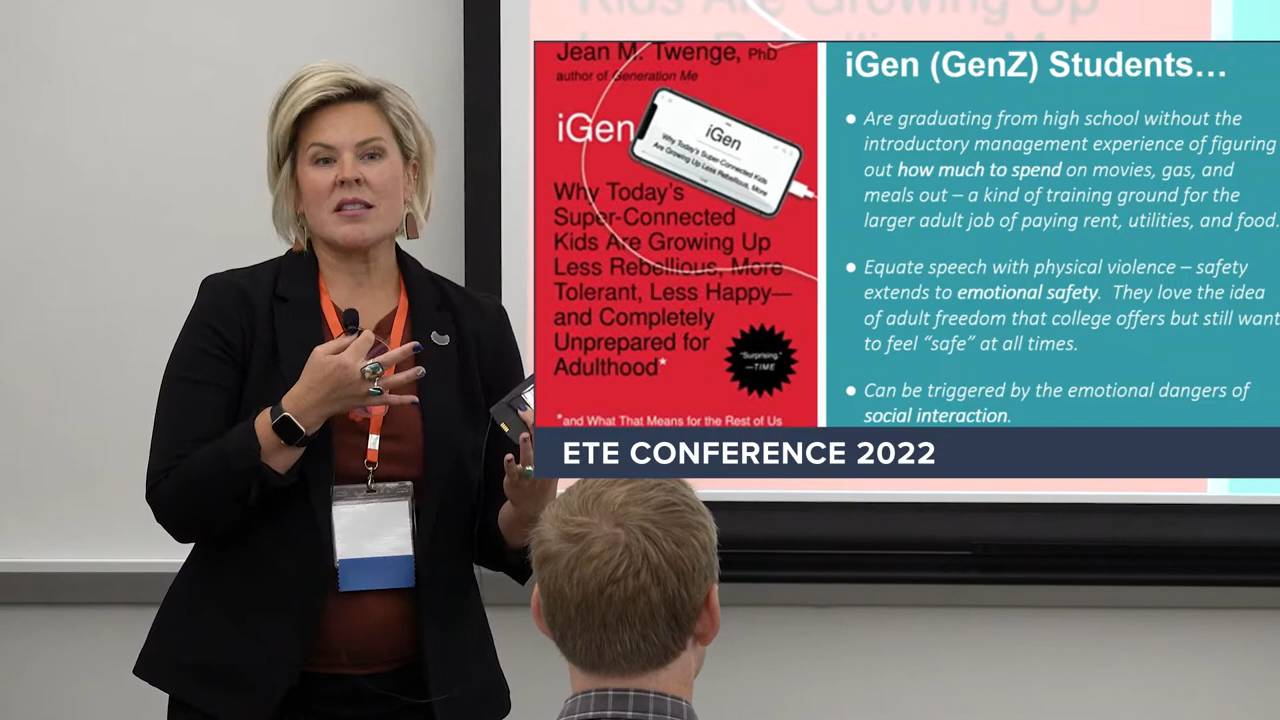 Kids Are Growing Up
Jean M. Twenge, PhD
author of Generation Me
iGen
iGen
Why Today's Super-Connected Kids
Are Growing Up Less Rebellious, More
Why Today's
Super-Connected
Kids Are Growing Up
Less Rebellious, More
Tolerant, Less Happy—
and Completely
Unprepared for
Adulthood*
"Surprising."
—TIME
*and What That Means for the Rest of Us
iGen (GenZ) Students...
● Are graduating from high school without the
introductory management experience of figuring
out how much to spend on movies, gas, and
meals out – a kind of training ground for the
larger adult job of paying rent, utilities, and food.
● Equate speech with physical violence – safety
extends to emotional safety. They love the idea
of adult freedom that college offers but still want
to feel "safe" at all times.
● Can be triggered by the emotional dangers of
social interaction.
ETE CONFERENCE 2022